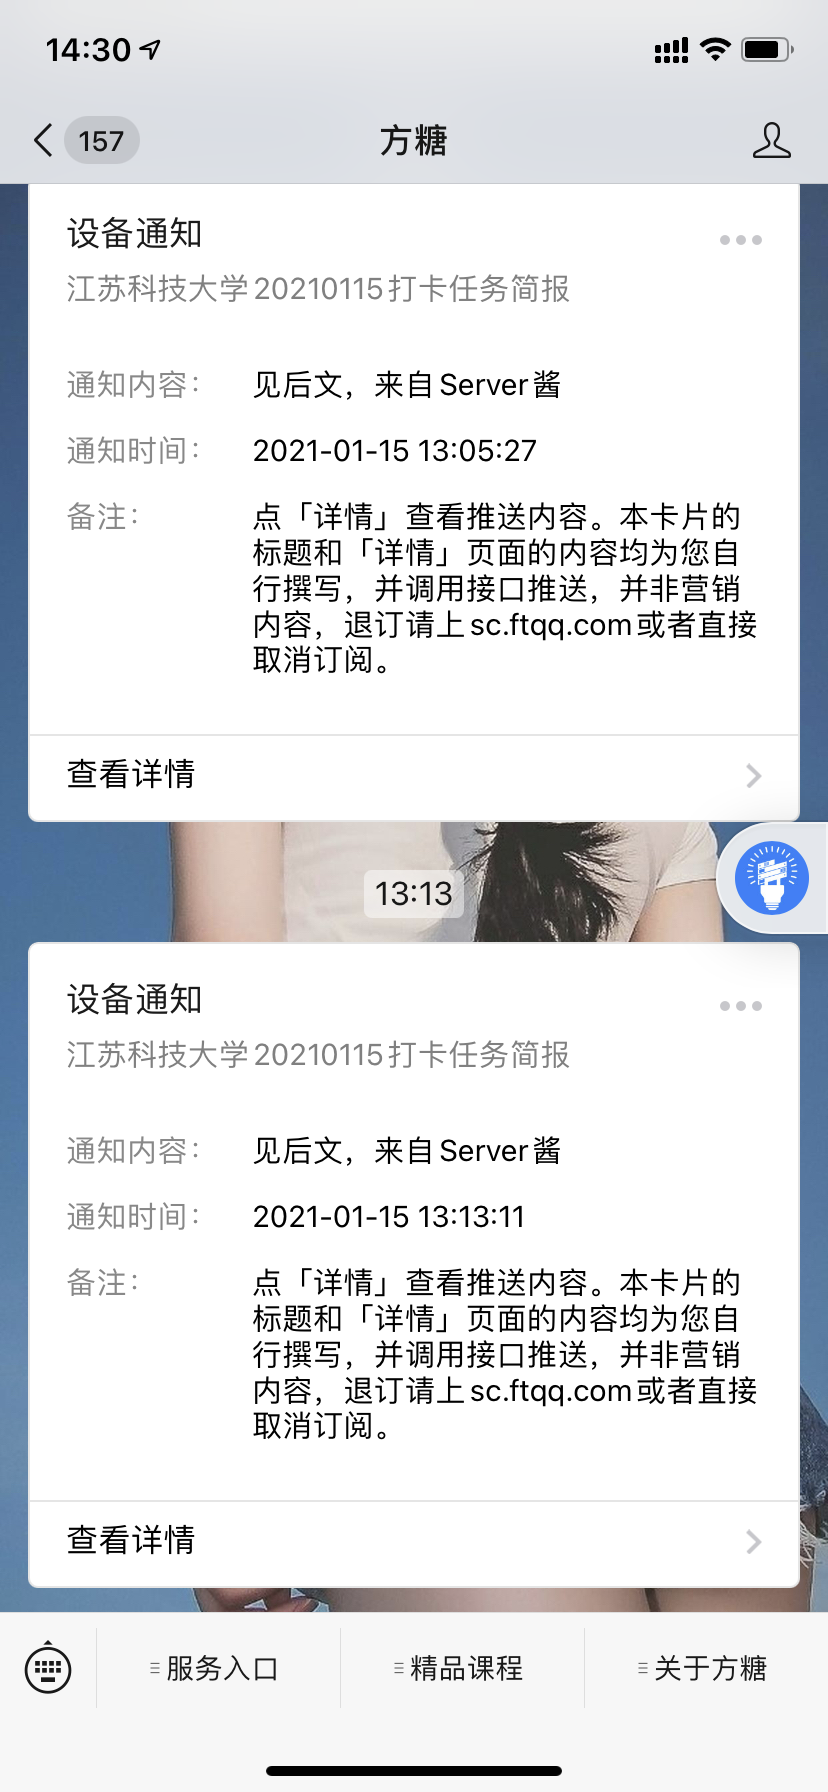 14:30
157
方糖
设备通知
江苏科技大学20210115打卡任务简报
通知内容： 见后文，来自Server酱
通知时间： 2021-01-15 13:05:27
备注： 点「详情」查看推送内容。本卡片的
标题和「详情」页面的内容均为您自
行撰写，并调用接口推送，并非营销
内容，退订请上sc.ftqq.com或者直接
取消订阅。
查看详情
13:13
设备通知
江苏科技大学20210115打卡任务简报
通知内容： 见后文，来自Server酱
通知时间： 2021-01-15 13:13:11
备注： 点「详情」查看推送内容。本卡片的
标题和「详情」页面的内容均为您自
行撰写，并调用接口推送，并非营销
内容，退订请上sc.ftqq.com或者直接
取消订阅。
查看详情
服务入口
精品课程
关于方糖